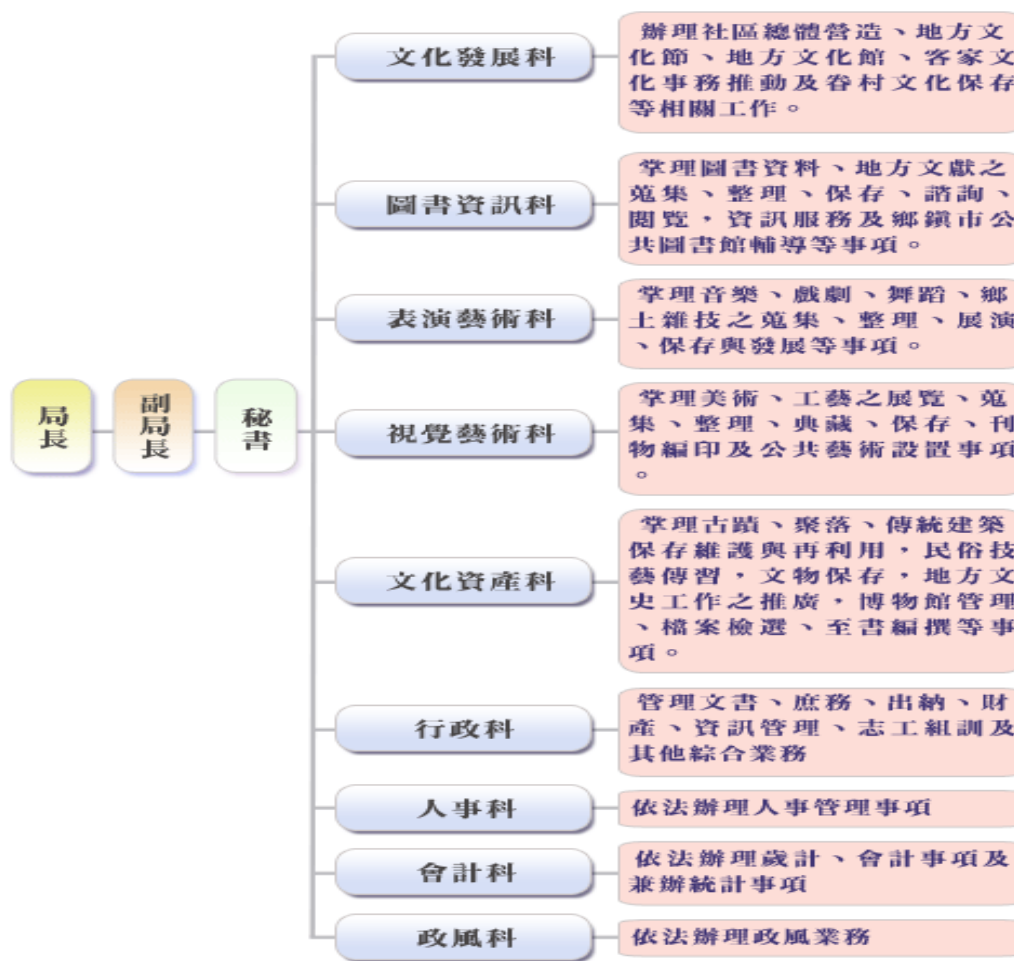 局長
副局長
秘書
文化發展科
辦理社區總體營造、地方文
化節、地方文化館、客家文
化事務推動及眷村文化保存
等相關工作。
圖書資訊科
掌理圖書資料、地方文獻之
蒐集、整理、保存、諮詢、
閱覽，資訊服務及鄉鎮市公
共圖書館輔導等事項。
表演藝術科
掌理音樂、戲劇、舞蹈、鄉
土雜技之蒐集、整理、展演
、保存與發展等事項。
視覺藝術科
掌理美術、工藝之展覽、蒐
集、整理、典藏、保存、刊
物編印及公共藝術設置事項
。
文化資產科
掌理古蹟、聚落、傳統建築
保存維護與再利用，民俗技
藝傳習，文物保存，地方文
史工作之推廣，博物館管理
、檔案檢選、至書編撰等事
項。
行政科
管理文書、庶務、出納、財
產、資訊管理、志工組訓及
其他綜合業務
人事科
依法辦理人事管理事項
會計科
依法辦理歲計、會計事項及
兼辦統計事項
政風科
依法辦理政風業務